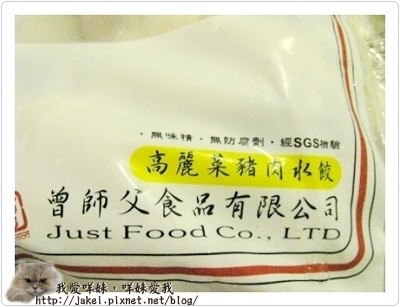 ・無味精・無防腐劑・經SGS檢驗
高麗菜豬肉水餃
曾師父食品有限公司
Just Food Co., LTD
我愛咩妹・咩妹愛我
http://jakel.pixnet.net/blog/